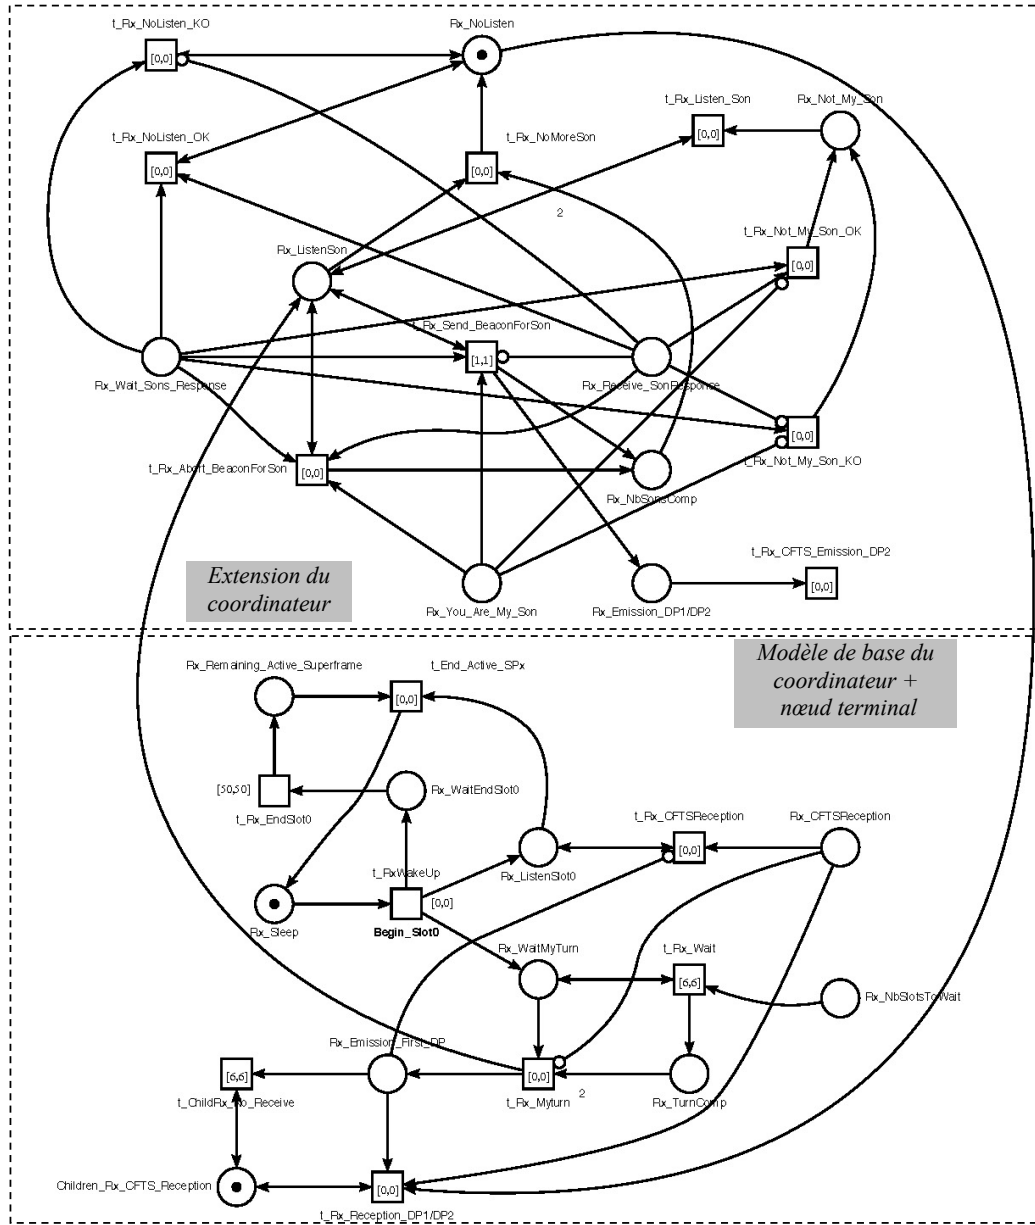 Rx_NoListen
t_Rx_NoListen_KO
[0,0]
t_Rx_Listen_Son
Rx_Not_My_Son
[0,0]
t_Rx_NoListen_OK
t_Rx_NoMoreSon
[0,0]
[0,0]
2
t_Rx_Not_My_Son_OK
Rx_ListenSon
[0,0]
t_Rx_Send_BeaconForSon
[1,1]
Rx_Wait_Sons_Response
Rx_Receive_SonResponse
[0,0]
t_Rx_Abort_BeaconForSon
[0,0]
t_Rx_Not_My_Son_KO
Rx_NbSonsComp
t_Rx_CFTS_Emission_DP2
Extension du
coordinateur
[0,0]
Rx_You_Are_My_Son
Rx_Emission_DP1/DP2
Modèle de base du
coordinateur +
nœud terminal
Rx_Remaining_Active_Superframe
t_End_Active_SPx
[0,0]
[50,50]
Rx_WaitEndSlot0
t_Rx_EndSlot0
t_Rx_CFTSReception
Rx_CFTSReception
[0,0]
t_RxWakeUp
Rx_ListenSlot0
[0,0]
Rx_Sleep
Begin_Slot0
Rx_WaitMyTurn
t_Rx_Wait
[6,6]
Rx_NbSlotsToWait
Rx_Emission_First_DP
[6,6]
[0,0]
2
t_ChildRx_No_Receive
t_Rx_Myturn
Rx_TurnComp
Children_Rx_CFTS_Reception
[0,0]
t_Rx_Reception_DP1/DP2